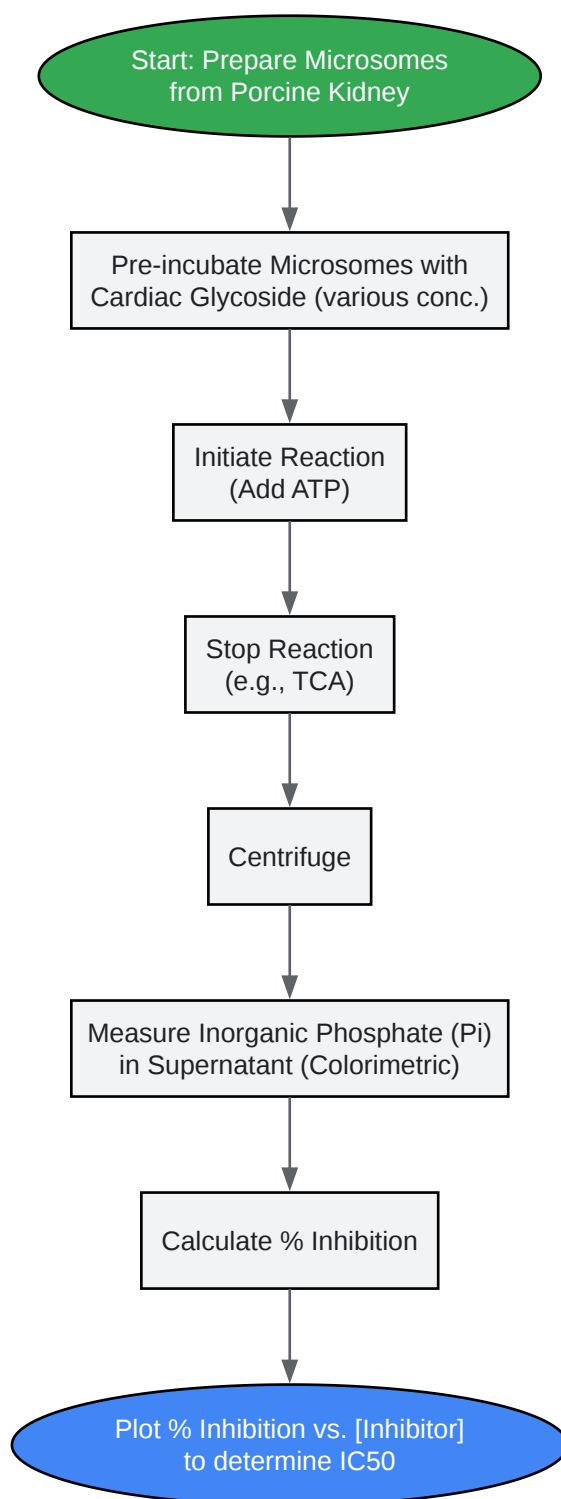 Start: Prepare Microsomes
from Porcine Kidney
Pre-incubate Microsomes with
Cardiac Glycoside (various conc.)
Initiate Reaction
(Add ATP)
Stop Reaction
(e.g., TCA)
Centrifuge
Measure Inorganic Phosphate (Pi)
in Supernatant (Colorimetric)
Calculate % Inhibition
Plot % Inhibition vs. [Inhibitor]
to determine IC50